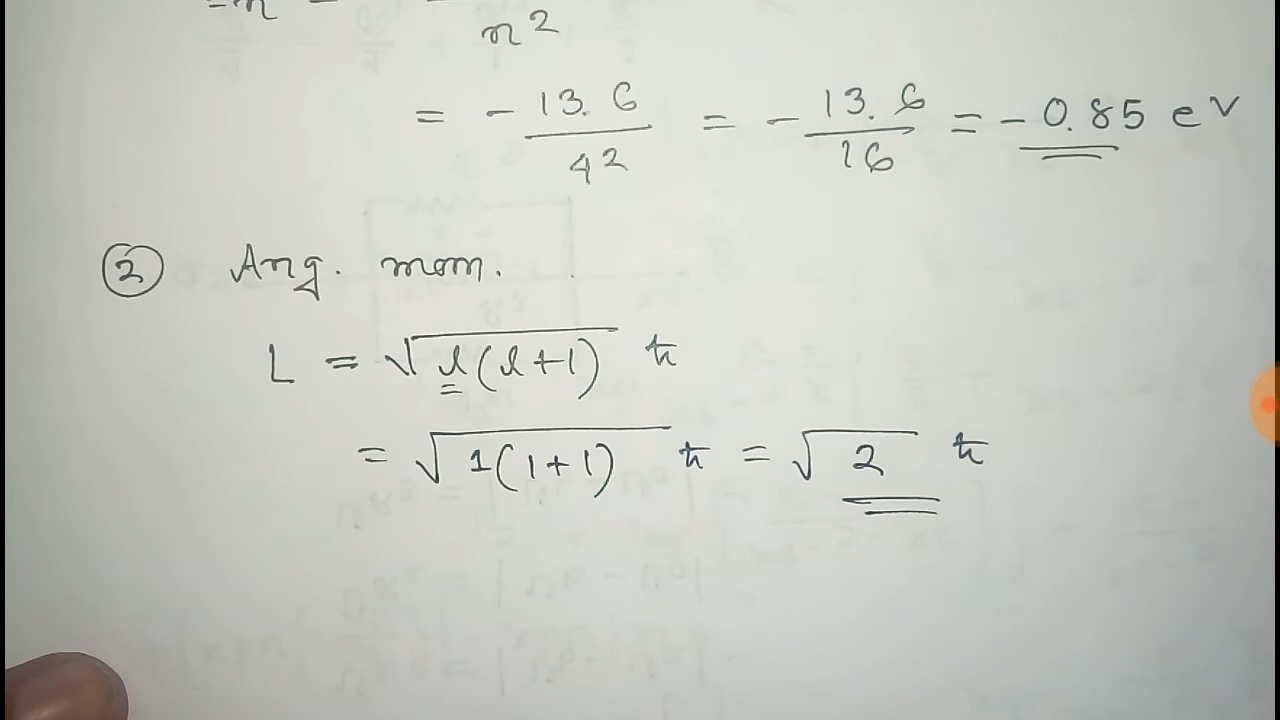 n²
= - 13.6 / 4² = - 13.6 / 16 = - 0.85 eV
② Ang. mom.
L = √l(l+1) ħ
= √1(1+1) ħ = √2 ħ